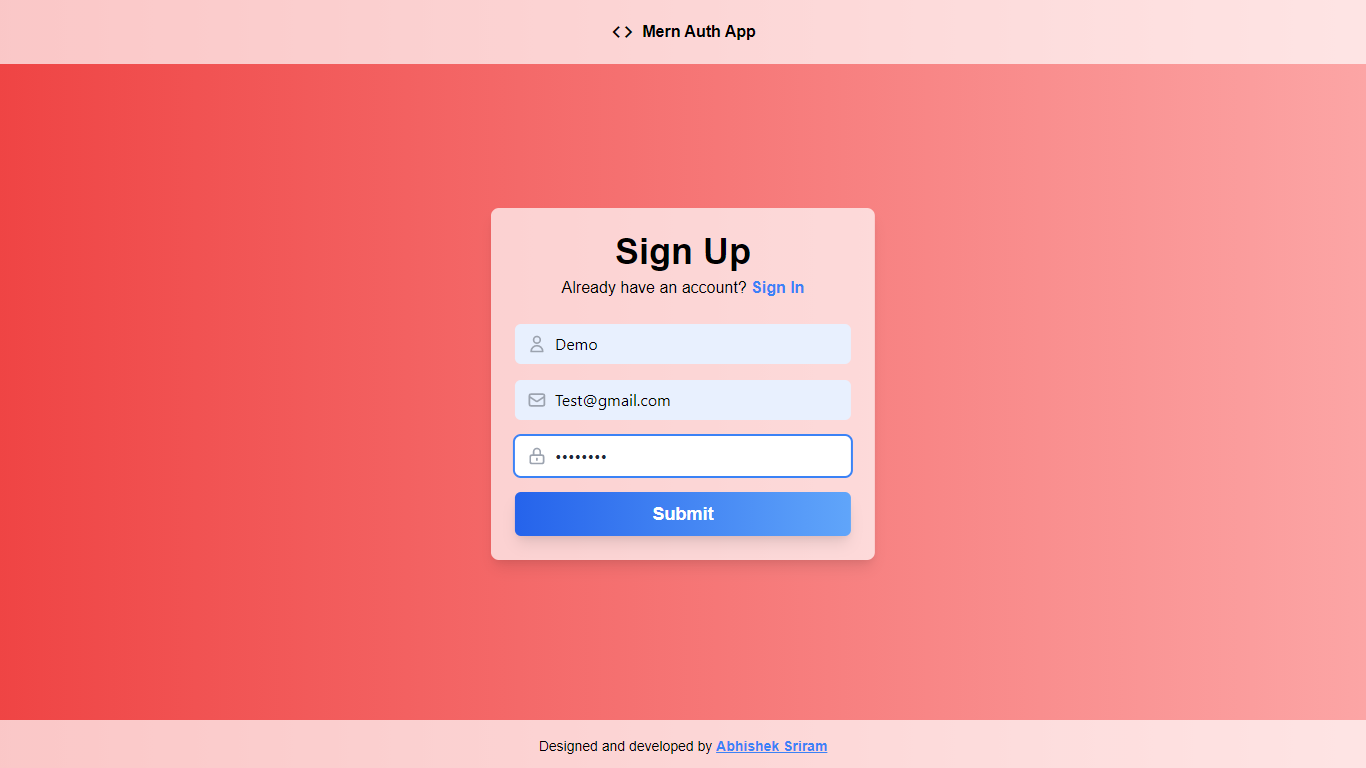 Mern Auth App
Sign Up
Already have an account? Sign In
Demo
Test@gmail.com
••••••••
Submit
Designed and developed by Abhishek Sriram